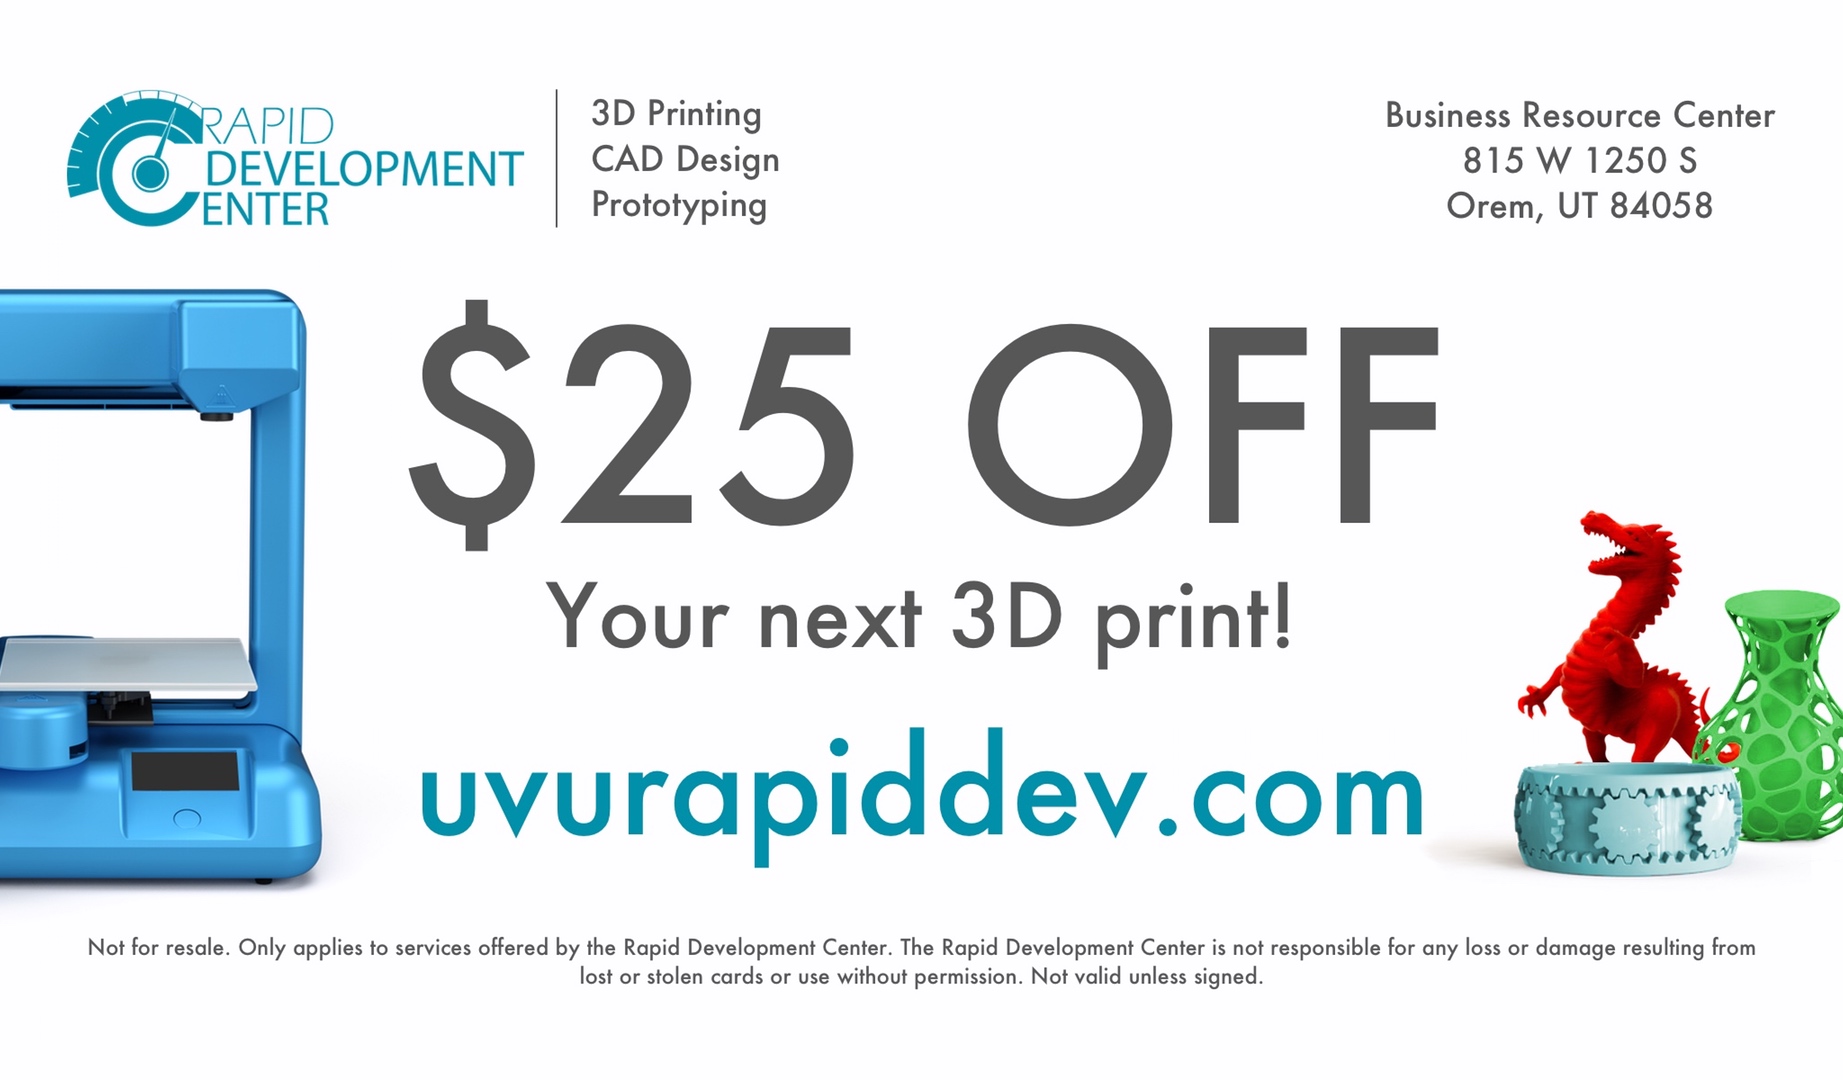 RAPID
DEVELOPMENT
CENTER
3D Printing
CAD Design
Prototyping
Business Resource Center
815 W 1250 S
Orem, UT 84058
$25 OFF
Your next 3D print!
uvurapiddev.com
Not for resale. Only applies to services offered by the Rapid Development Center. The Rapid Development Center is not responsible for any loss or damage resulting from
lost or stolen cards or use without permission. Not valid unless signed.